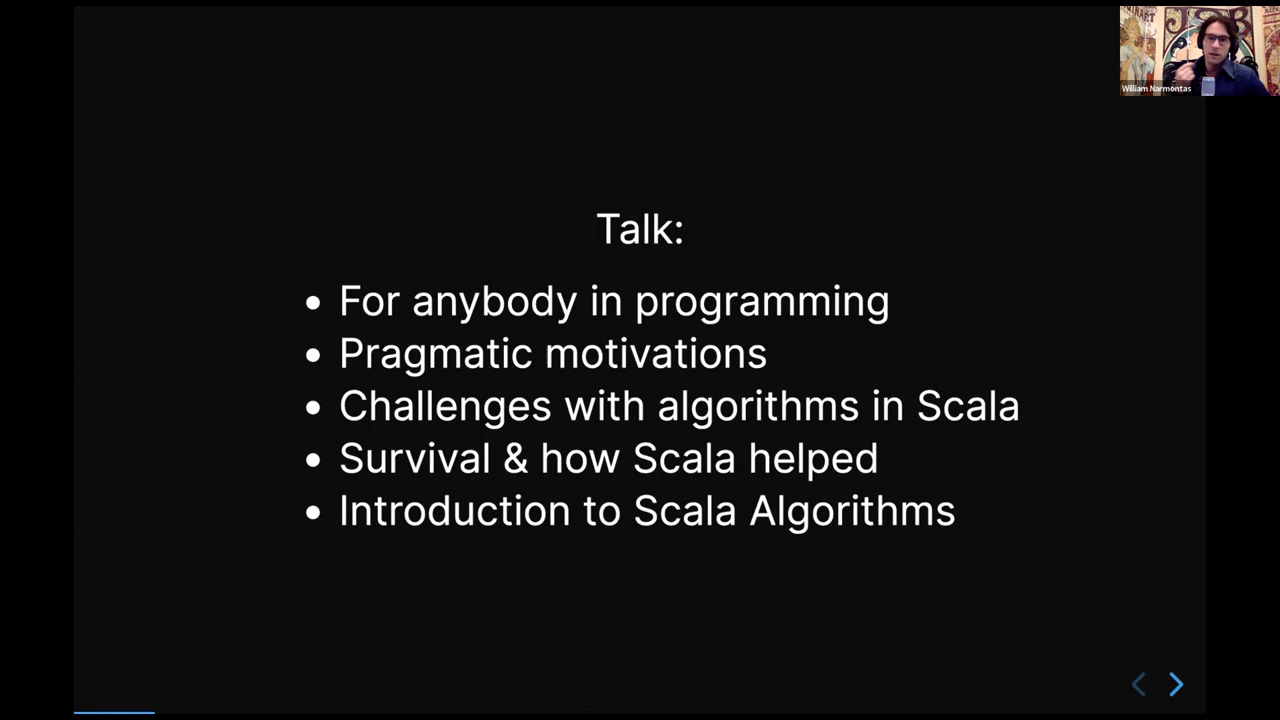 William Narmontas
Talk:
• For anybody in programming
• Pragmatic motivations
• Challenges with algorithms in Scala
• Survival & how Scala helped
• Introduction to Scala Algorithms